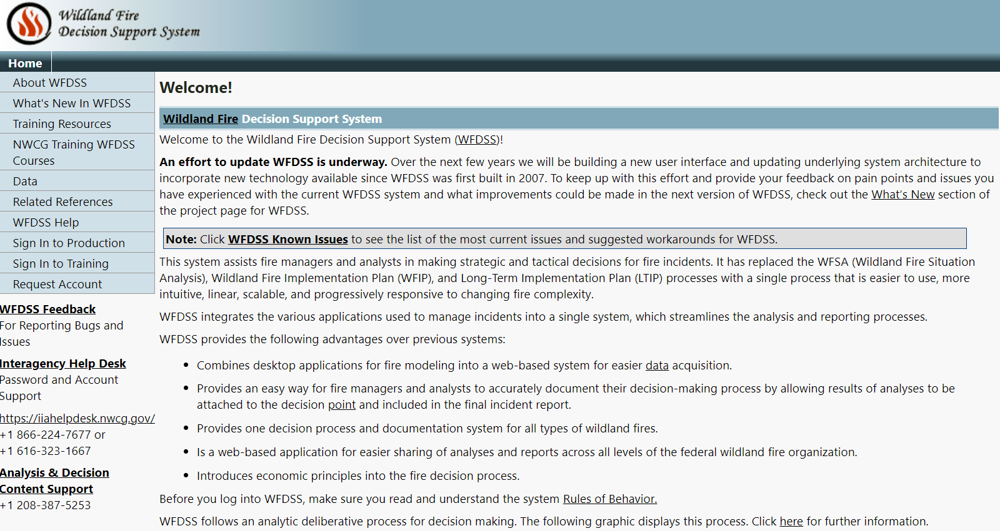 Wildland Fire
Decision Support System
Home
About WFDSS
What's New In WFDSS
Training Resources
NWCG Training WFDSS
Courses
Data
Related References
WFDSS Help
Sign In to Production
Sign In to Training
Request Account
WFDSS Feedback
For Reporting Bugs and
Issues
Interagency Help Desk
Password and Account
Support
https://iiahelpdesk.nwcg.gov/
+1 866-224-7677 or
+1 616-323-1667
Analysis & Decision
Content Support
+1 208-387-5253
Welcome!
Wildland Fire Decision Support System
Welcome to the Wildland Fire Decision Support System (WFDSS)!
An effort to update WFDSS is underway. Over the next few years we will be building a new user interface and updating underlying system architecture to
incorporate new technology available since WFDSS was first built in 2007. To keep up with this effort and provide your feedback on pain points and issues you
have experienced with the current WFDSS system and what improvements could be made in the next version of WFDSS, check out the What's New section of
the project page for WFDSS.
Note: Click WFDSS Known Issues to see the list of the most current issues and suggested workarounds for WFDSS.
This system assists fire managers and analysts in making strategic and tactical decisions for fire incidents. It has replaced the WFSA (Wildland Fire Situation
Analysis), Wildland Fire Implementation Plan (WFIP), and Long-Term Implementation Plan (LTIP) processes with a single process that is easier to use, more
intuitive, linear, scalable, and progressively responsive to changing fire complexity.
WFDSS integrates the various applications used to manage incidents into a single system, which streamlines the analysis and reporting processes.
WFDSS provides the following advantages over previous systems:
• Combines desktop applications for fire modeling into a web-based system for easier data acquisition.
• Provides an easy way for fire managers and analysts to accurately document their decision-making process by allowing results of analyses to be
attached to the decision point and included in the final incident report.
• Provides one decision process and documentation system for all types of wildland fires.
• Is a web-based application for easier sharing of analyses and reports across all levels of the federal wildland fire organization.
• Introduces economic principles into the fire decision process.
Before you log into WFDSS, make sure you read and understand the system Rules of Behavior.
WFDSS follows an analytic deliberative process for decision making. The following graphic displays this process. Click here for further information.